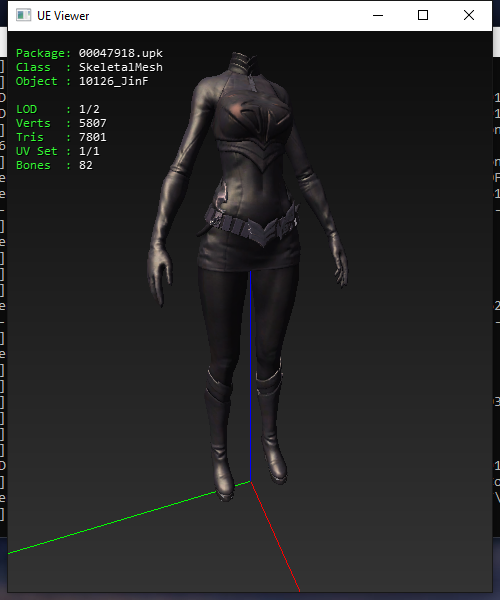 UE Viewer
Package: 00047918.upk
Class  : SkeletalMesh
Object : 10126_JinF
LOD    : 1/2
Verts  : 5807
Tris   : 7801
UV Set : 1/1
Bones  : 82